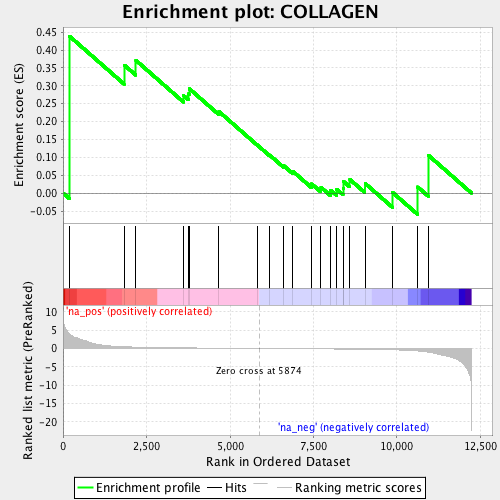 Enrichment plot: COLLAGEN
Enrichment score (ES)
0.45
0.40
0.35
0.30
0.25
0.20
0.15
0.10
0.05
0.00
-0.05
'na_pos' (positively correlated)
Ranked list metric (PreRanked)
10
5
0
-5
-10
-15
-20
Zero cross at 5874
'na_neg' (negatively correlated)
0
2,500
5,000
7,500
10,000
12,500
Rank in Ordered Dataset
Enrichment profile
Hits
Ranking metric scores